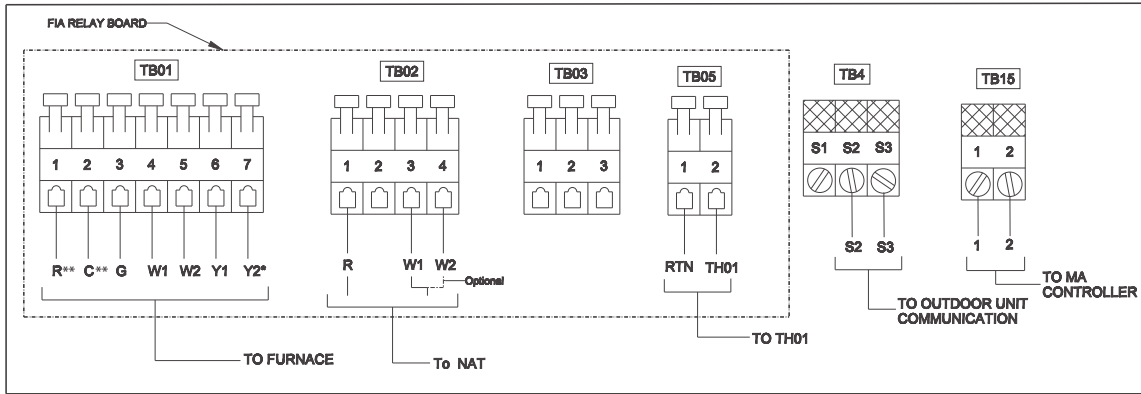 FIA RELAY BOARD
TB01
TB02
TB03
TB05
TB4
TB15
1 2 3 4 5 6 7
1 2 3 4
1 2 3
1 2
S1 S2 S3
1 2
R** C** G W1 W2 Y1 Y2*
R W1 W2
Optional
RTN TH01
S2 S3
1 2
TO FURNACE
To NAT
TO TH01
TO OUTDOOR UNIT
COMMUNICATION
TO MA
CONTROLLER